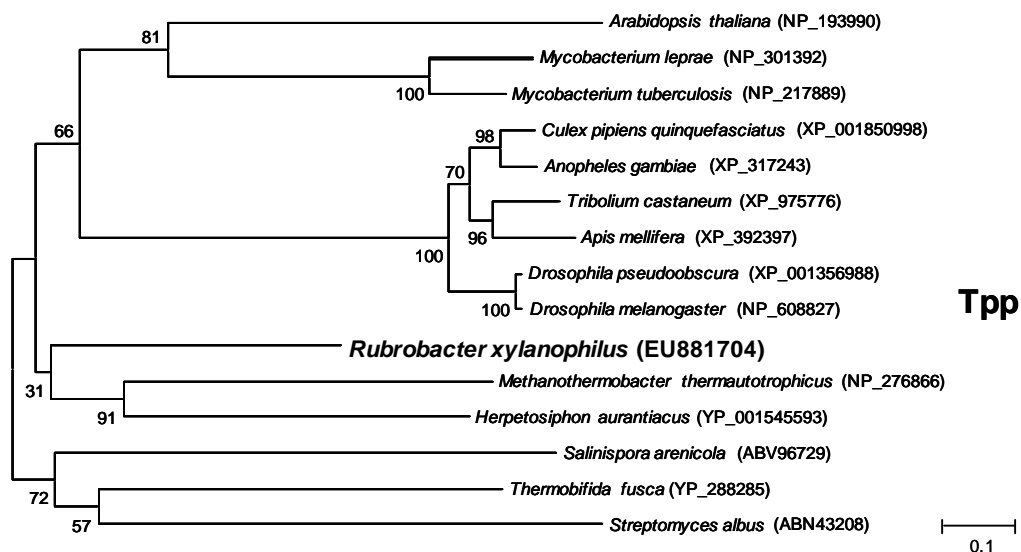 Arabidopsis thaliana (NP_193990)
81
Mycobacterium leprae (NP_301392)
100
Mycobacterium tuberculosis (NP_217889)
66
Culex pipiens quinquefasciatus (XP_001850998)
98
Anopheles gambiae (XP_317243)
70
Tribolium castaneum (XP_975776)
96
Apis mellifera (XP_392397)
100
Drosophila pseudoobscura (XP_001356988)
Tpp
100
Drosophila melanogaster (NP_608827)
Rubrobacter xylanophilus (EU881704)
31
Methanothermobacter thermautotrophicus (NP_276866)
91
Herpetosiphon aurantiacus (YP_001545593)
Salinispora arenicola (ABV96729)
72
Thermobifida fusca (YP_288285)
57
Streptomyces albus (ABN43208)
0.1